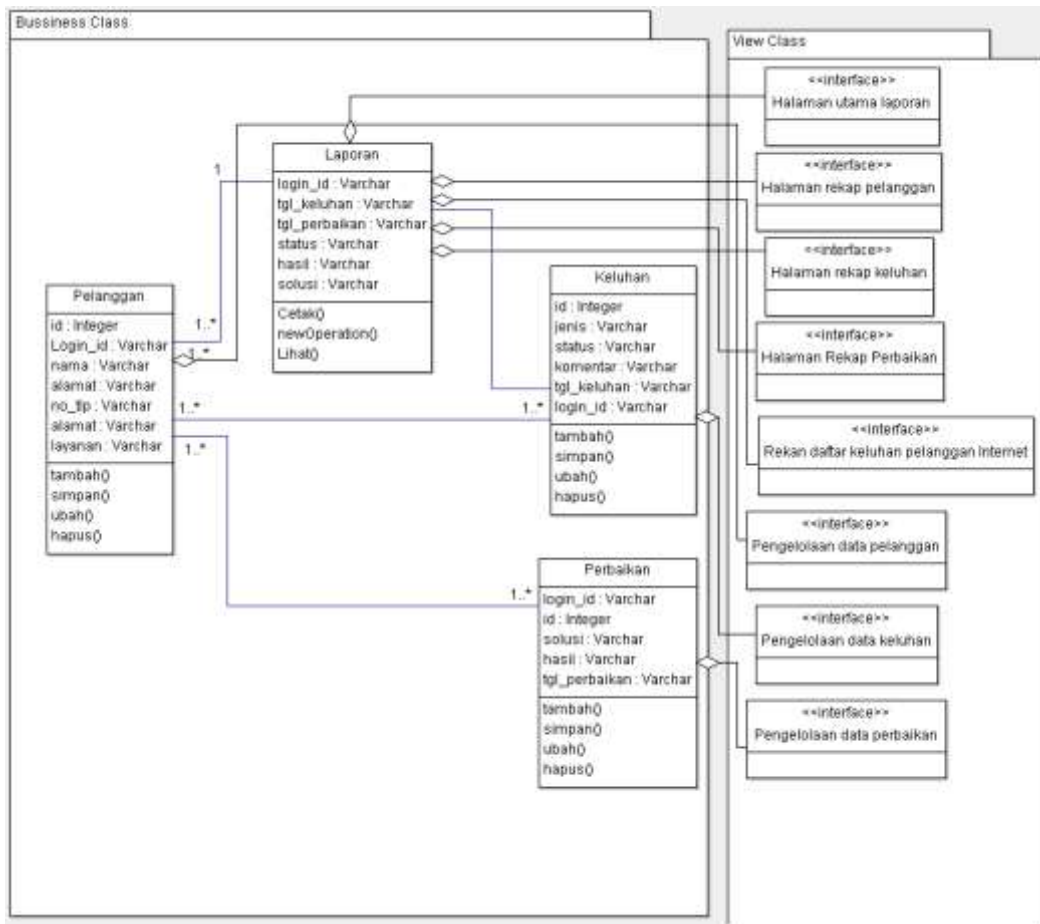 Bussiness Class
Laporan
login_id : Varchar
tgl_keluhan : Varchar
tgl_perbaikan : Varchar
status : Varchar
hasil : Varchar
solusi : Varchar
Cetak()
newOperation()
Lihat()
1
1..*
1..*
Pelanggan
id : Integer
Login_id : Varchar
nama : Varchar
alamat : Varchar
no_tlp : Varchar
alamat : Varchar
layanan : Varchar
tambah()
simpan()
ubah()
hapus()
1..*
1..*
1..*
1..*
Keluhan
id : Integer
jenis : Varchar
status : Varchar
komentar : Varchar
tgl_keluhan : Varchar
login_id : Varchar
tambah()
simpan()
ubah()
hapus()
Perbaikan
login_id : Varchar
id : Integer
solusi : Varchar
hasil : Varchar
tgl_perbaikan : Varchar
tambah()
simpan()
ubah()
hapus()
View Class
<<interface>>
Halaman utama laporan
<<interface>>
Halaman rekap pelanggan
<<interface>>
Halaman rekap keluhan
<<interface>>
Halaman Rekap Perbaikan
<<interface>>
Rekan daftar keluhan pelanggan Internet
<<interface>>
Pengelolaan data pelanggan
<<interface>>
Pengelolaan data keluhan
<<interface>>
Pengelolaan data perbaikan